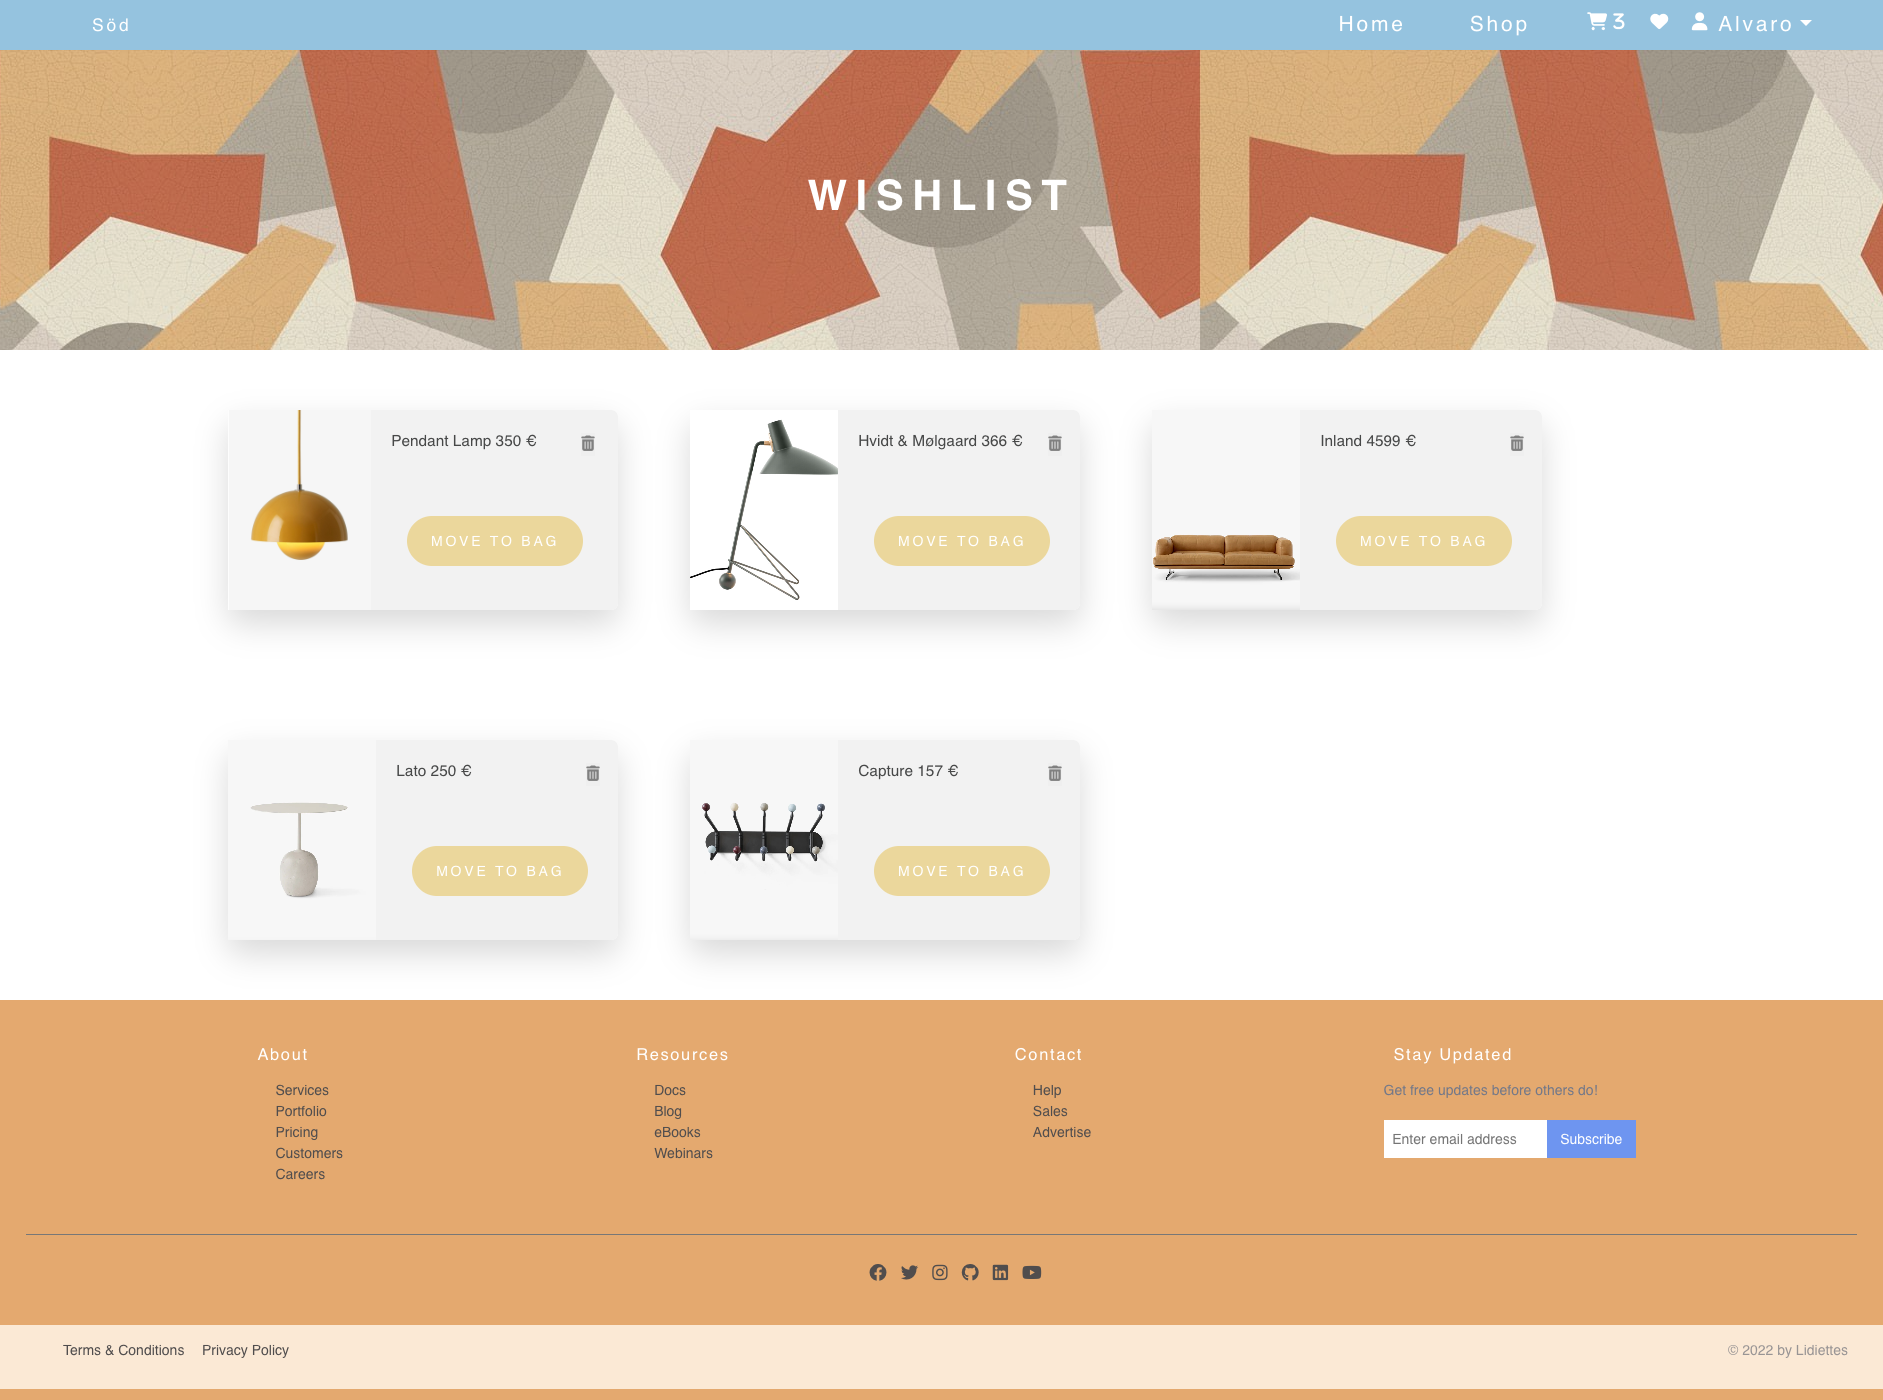 Söd
Home
Shop
3
Alvaro
WISHLIST
Pendant Lamp 350 €
MOVE TO BAG
Hvidt & Mølgaard 366 €
MOVE TO BAG
Inland 4599 €
MOVE TO BAG
Lato 250 €
MOVE TO BAG
Capture 157 €
MOVE TO BAG
About
Services
Portfolio
Pricing
Customers
Careers
Resources
Docs
Blog
eBooks
Webinars
Contact
Help
Sales
Advertise
Stay Updated
Get free updates before others do!
Enter email address
Subscribe
Terms & Conditions
Privacy Policy
© 2022 by Lidiettes